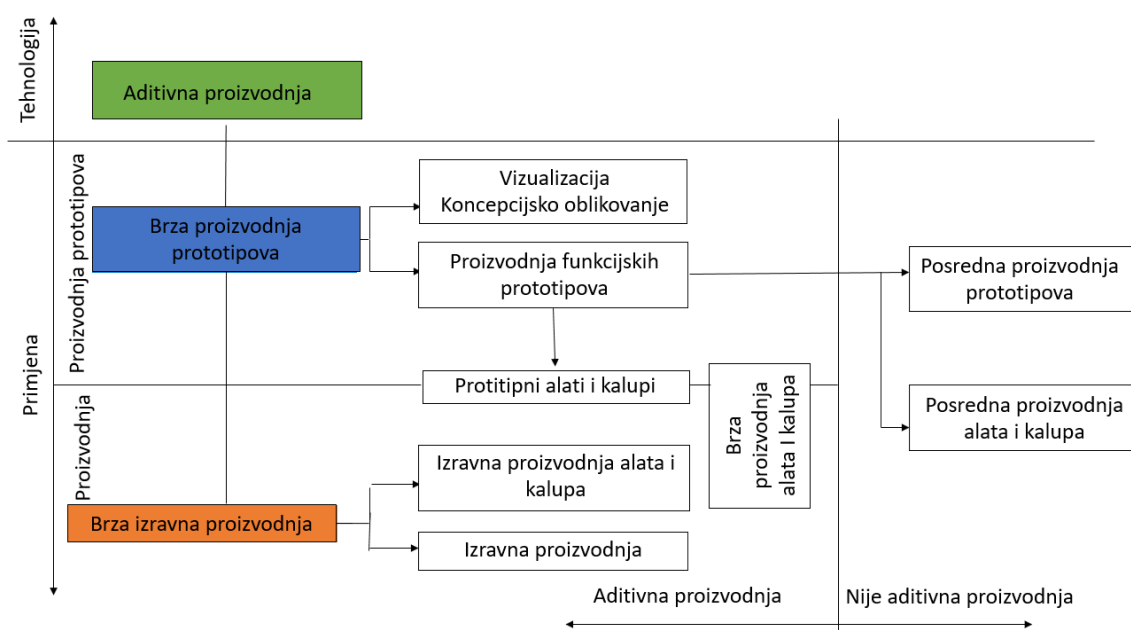 Tehnologija
Aditivna proizvodnja
Primjena
Proizvodnja prototipova
Brza proizvodnja
prototipova
Vizualizacija
Koncepcijsko oblikovanje
Proizvodnja funkcijskih
prototipova
Posredna proizvodnja
prototipova
Protitipni alati i kalupi
Brza
proizvodnja
alata I kalupa
Posredna proizvodnja
alata i kalupa
Proizvodnja
Izravna proizvodnja alata i
kalupa
Brza izravna proizvodnja
Izravna proizvodnja
Aditivna proizvodnja
Nije aditivna proizvodnja